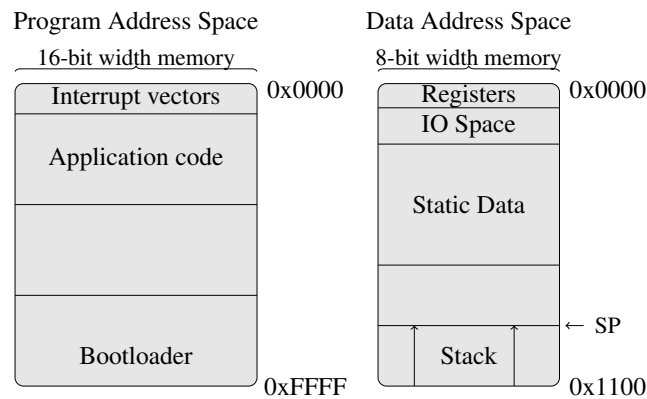 Program Address Space
16-bit width memory
Interrupt vectors
0x0000
Application code
Bootloader
0xFFFF
Data Address Space
8-bit width memory
Registers
0x0000
IO Space
Static Data
← SP
Stack
0x1100